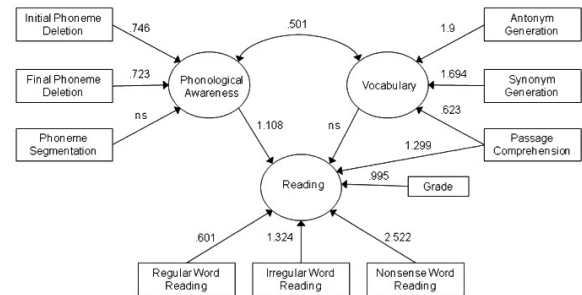 Initial Phoneme
Deletion
.746
.501
1.9
Antonym
Generation
Final Phoneme
Deletion
.723
Phonological
Awareness
Vocabulary
1.694
Synonym
Generation
Phoneme
Segmentation
ns
1.108
ns
.623
1.299
Passage
Comprehension
Reading
.995
Grade
.601
1.324
2.522
Regular Word
Reading
Irregular Word
Reading
Nonsense Word
Reading